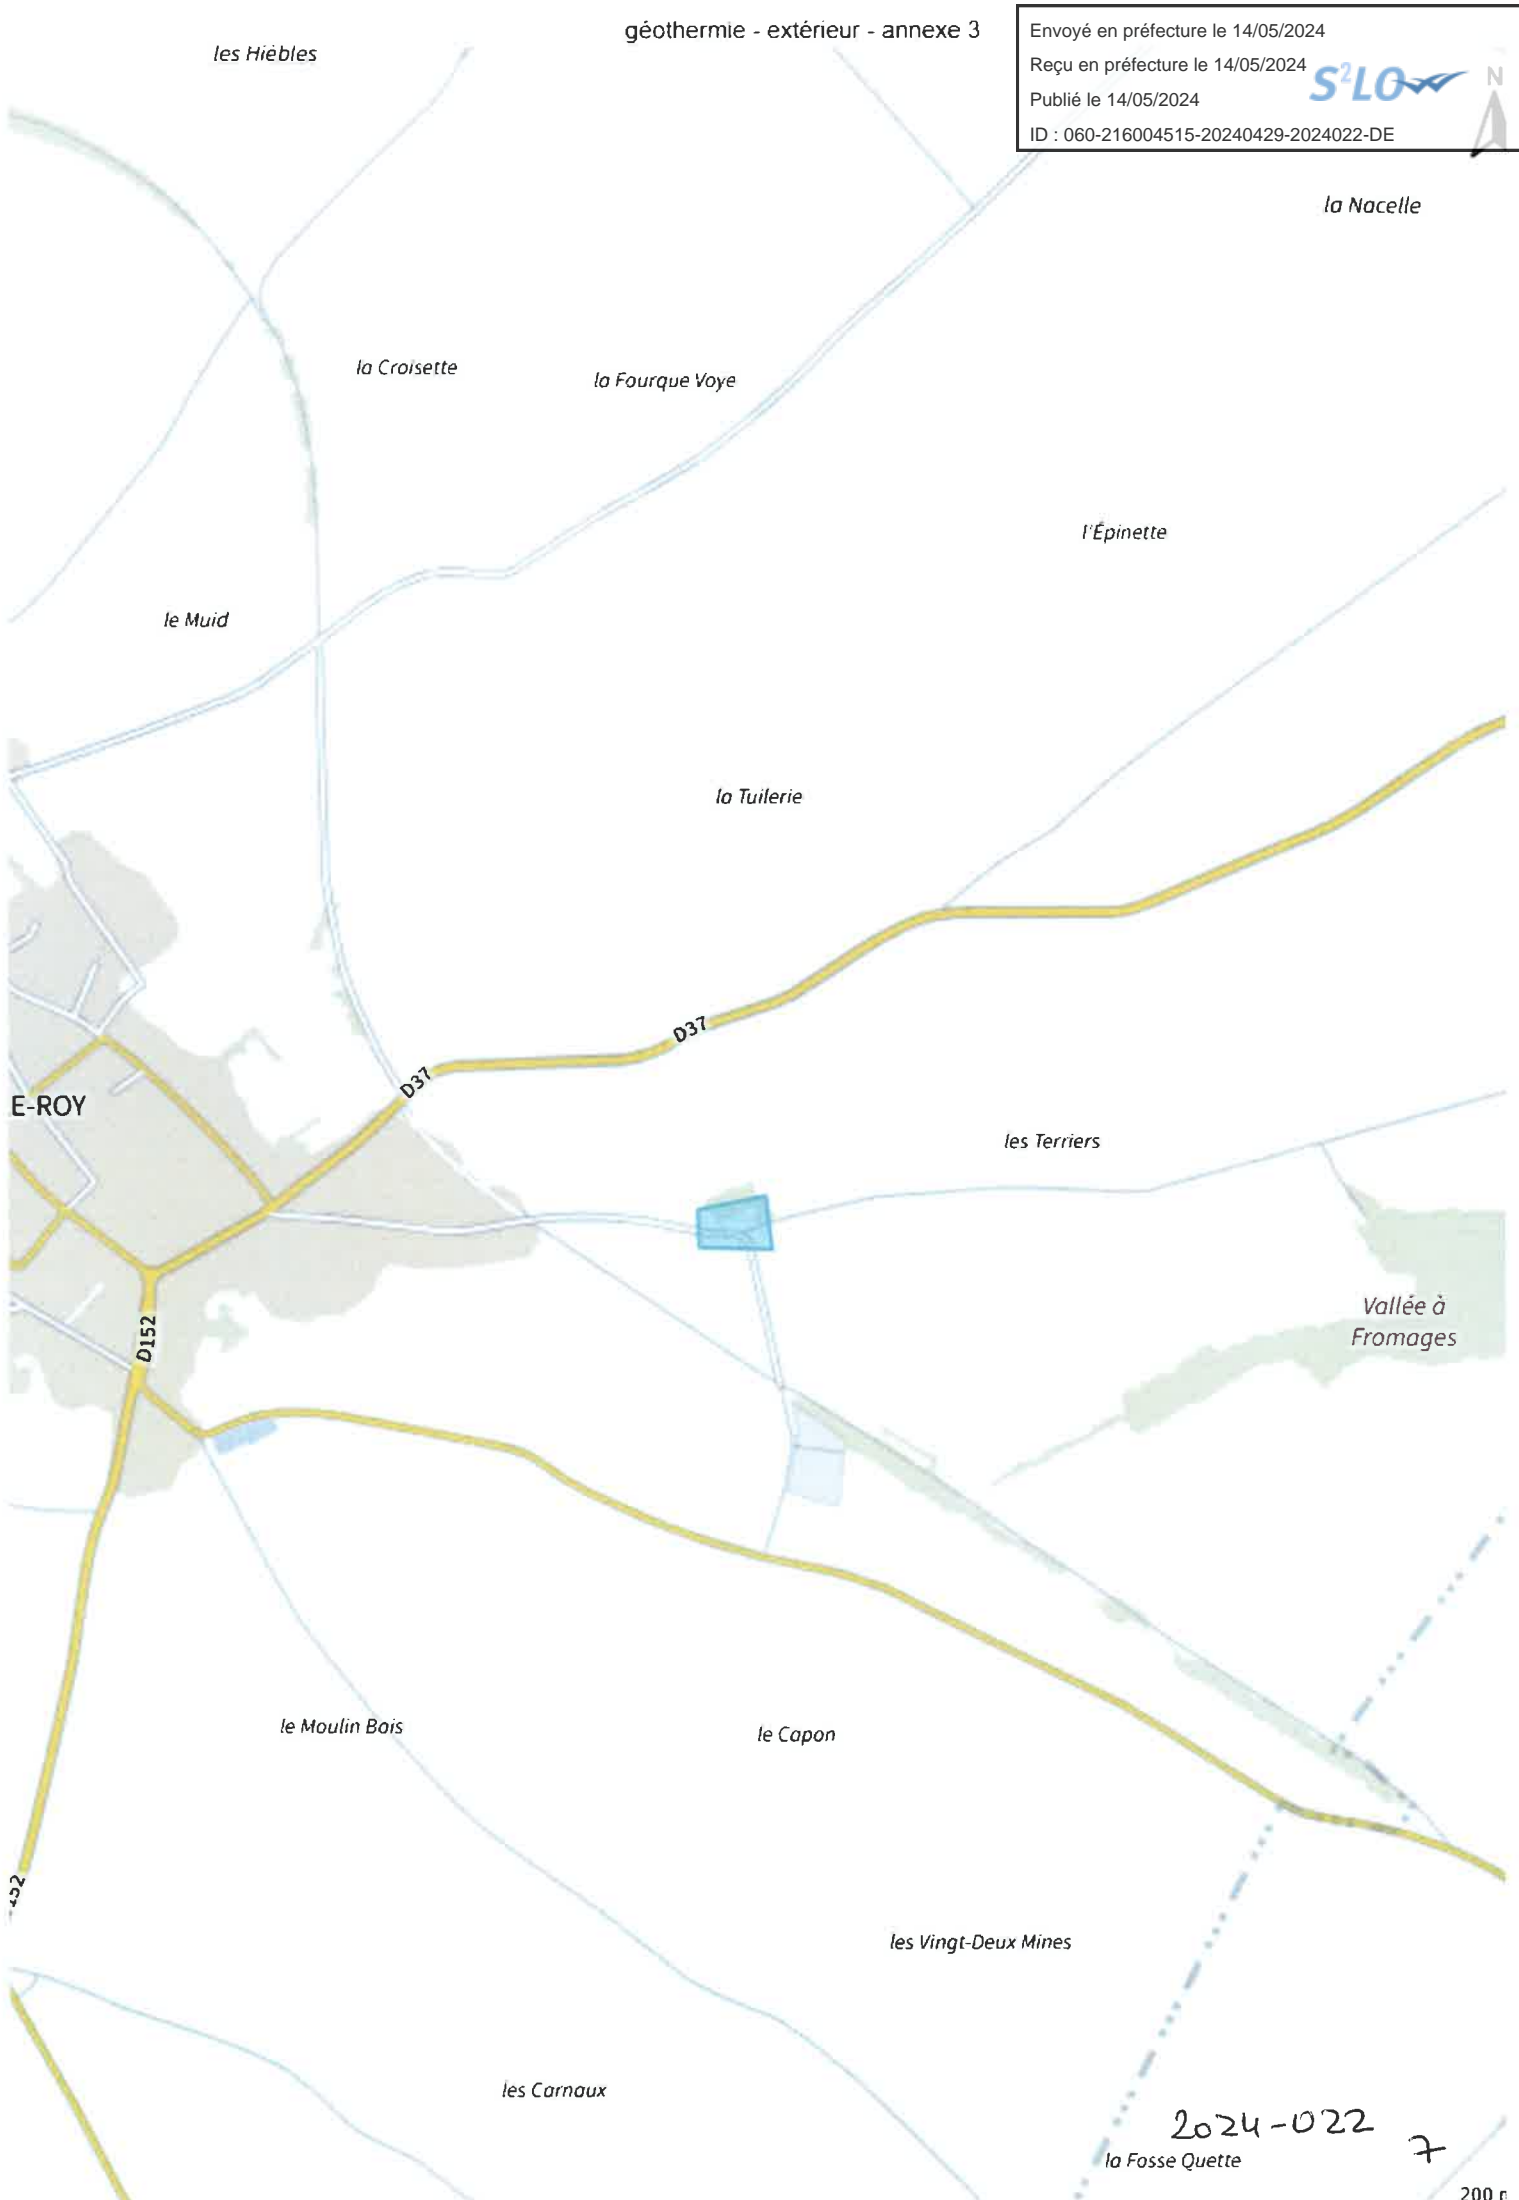 géothermie - extérieur - annexe 3
Envoyé en préfecture le 14/05/2024
Reçu en préfecture le 14/05/2024
Publié le 14/05/2024
ID : 060-216004515-20240429-2024022-DE
S²LO
N
les Hièbles
la Nacelle
la Croisette
la Fourque Voye
l'Épinette
le Muid
la Tuilerie
D37
D37
E-ROY
les Terriers
Vallée à
Fromages
D152
le Moulin Bois
le Capon
152
les Vingt-Deux Mines
les Carnaux
2024-022
7
la Fosse Quette
200